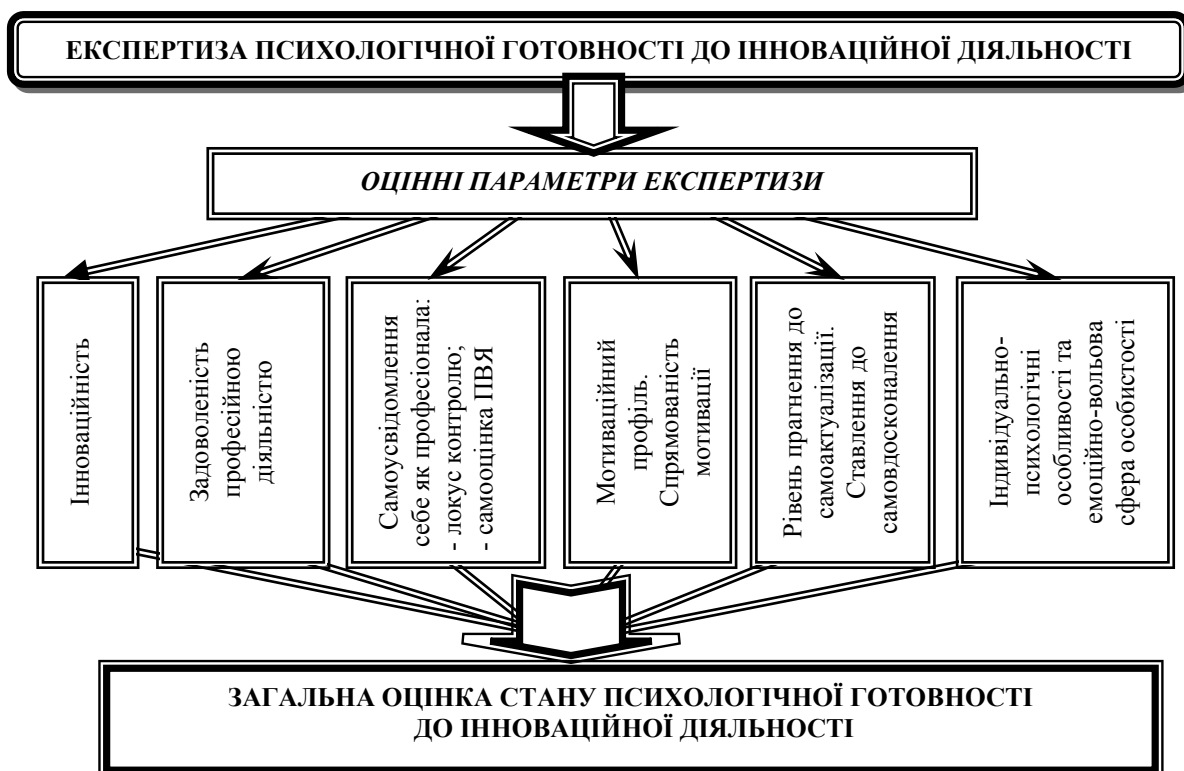 ЕКСПЕРТИЗА ПСИХОЛОГІЧНОЇ ГОТОВНОСТІ ДО ІННОВАЦІЙНОЇ ДІЯЛЬНОСТІ
ОЦІННІ ПАРАМЕТРИ ЕКСПЕРТИЗИ
Інноваційність
Задоволеність
професійною
діяльністю
Самоусвідомлення
себе як професіонала:
- локус контролю;
- самооцінка ПВЯ
Мотиваційний
профіль.
Спрямованість
мотивації
Рівень прагнення до
самоактуалізації.
Ставлення до
самовдосконалення
Індивідуально-
психологічні
особливості та
емоційно-вольова
сфера особистості
ЗАГАЛЬНА ОЦІНКА СТАНУ ПСИХОЛОГІЧНОЇ ГОТОВНОСТІ
ДО ІННОВАЦІЙНОЇ ДІЯЛЬНОСТІ